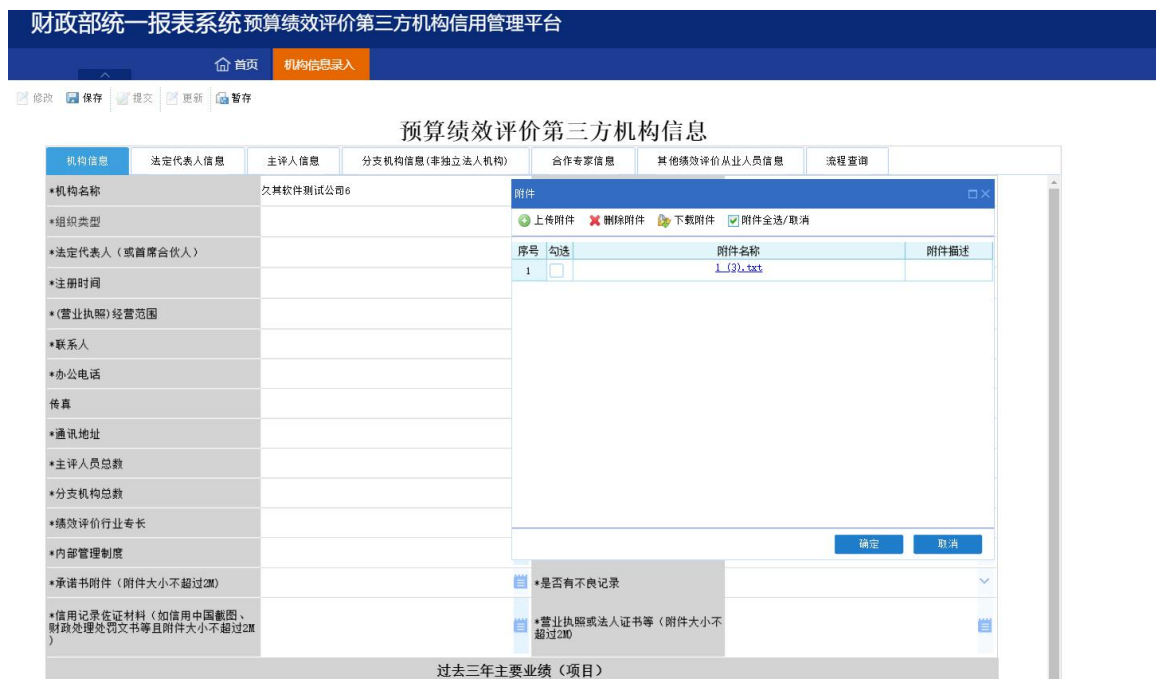 财政部统一报表系统预算绩效评价第三方机构信用管理平台
首页 机构信息录入
修改 保存 提交 更新 暂存
预算绩效评价第三方机构信息
机构信息 法定代表人信息 主评人信息 分支机构信息(非独立法人机构) 合作专家信息 其他绩效评价从业人员信息 流程查询
*机构名称 久其软件测试公司6
附件
*组织类型
上传附件 删除附件 下载附件 附件全选/取消
*法定代表人（或首席合伙人）
序号 勾选 附件名称 附件描述
1 1 (3).txt
*注册时间
*(营业执照)经营范围
*联系人
*办公电话
传真
*通讯地址
*主评人员总数
*分支机构总数
*绩效评价行业专长
确定 取消
*内部管理制度
*承诺书附件（附件大小不超过2M） *是否有不良记录
*信用记录佐证材料（如信用中国截图、
财政处理处罚文书等且附件大小不超过2M
）
*营业执照或法人证书等（附件大小不
超过2M）
过去三年主要业绩（项目）